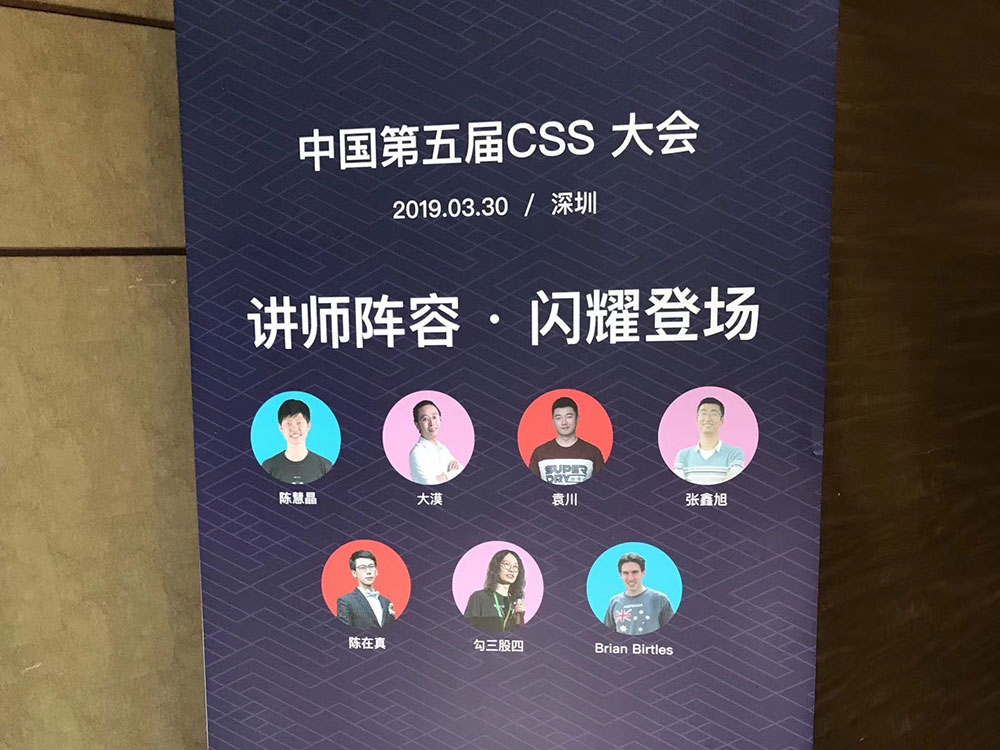 中国第五届CSS 大会
2019.03.30 / 深圳
讲师阵容 · 闪耀登场
SUPER
DRY
陈慧晶
大漠
袁川
张鑫旭
陈在真
勾三股四
Brian Birtles